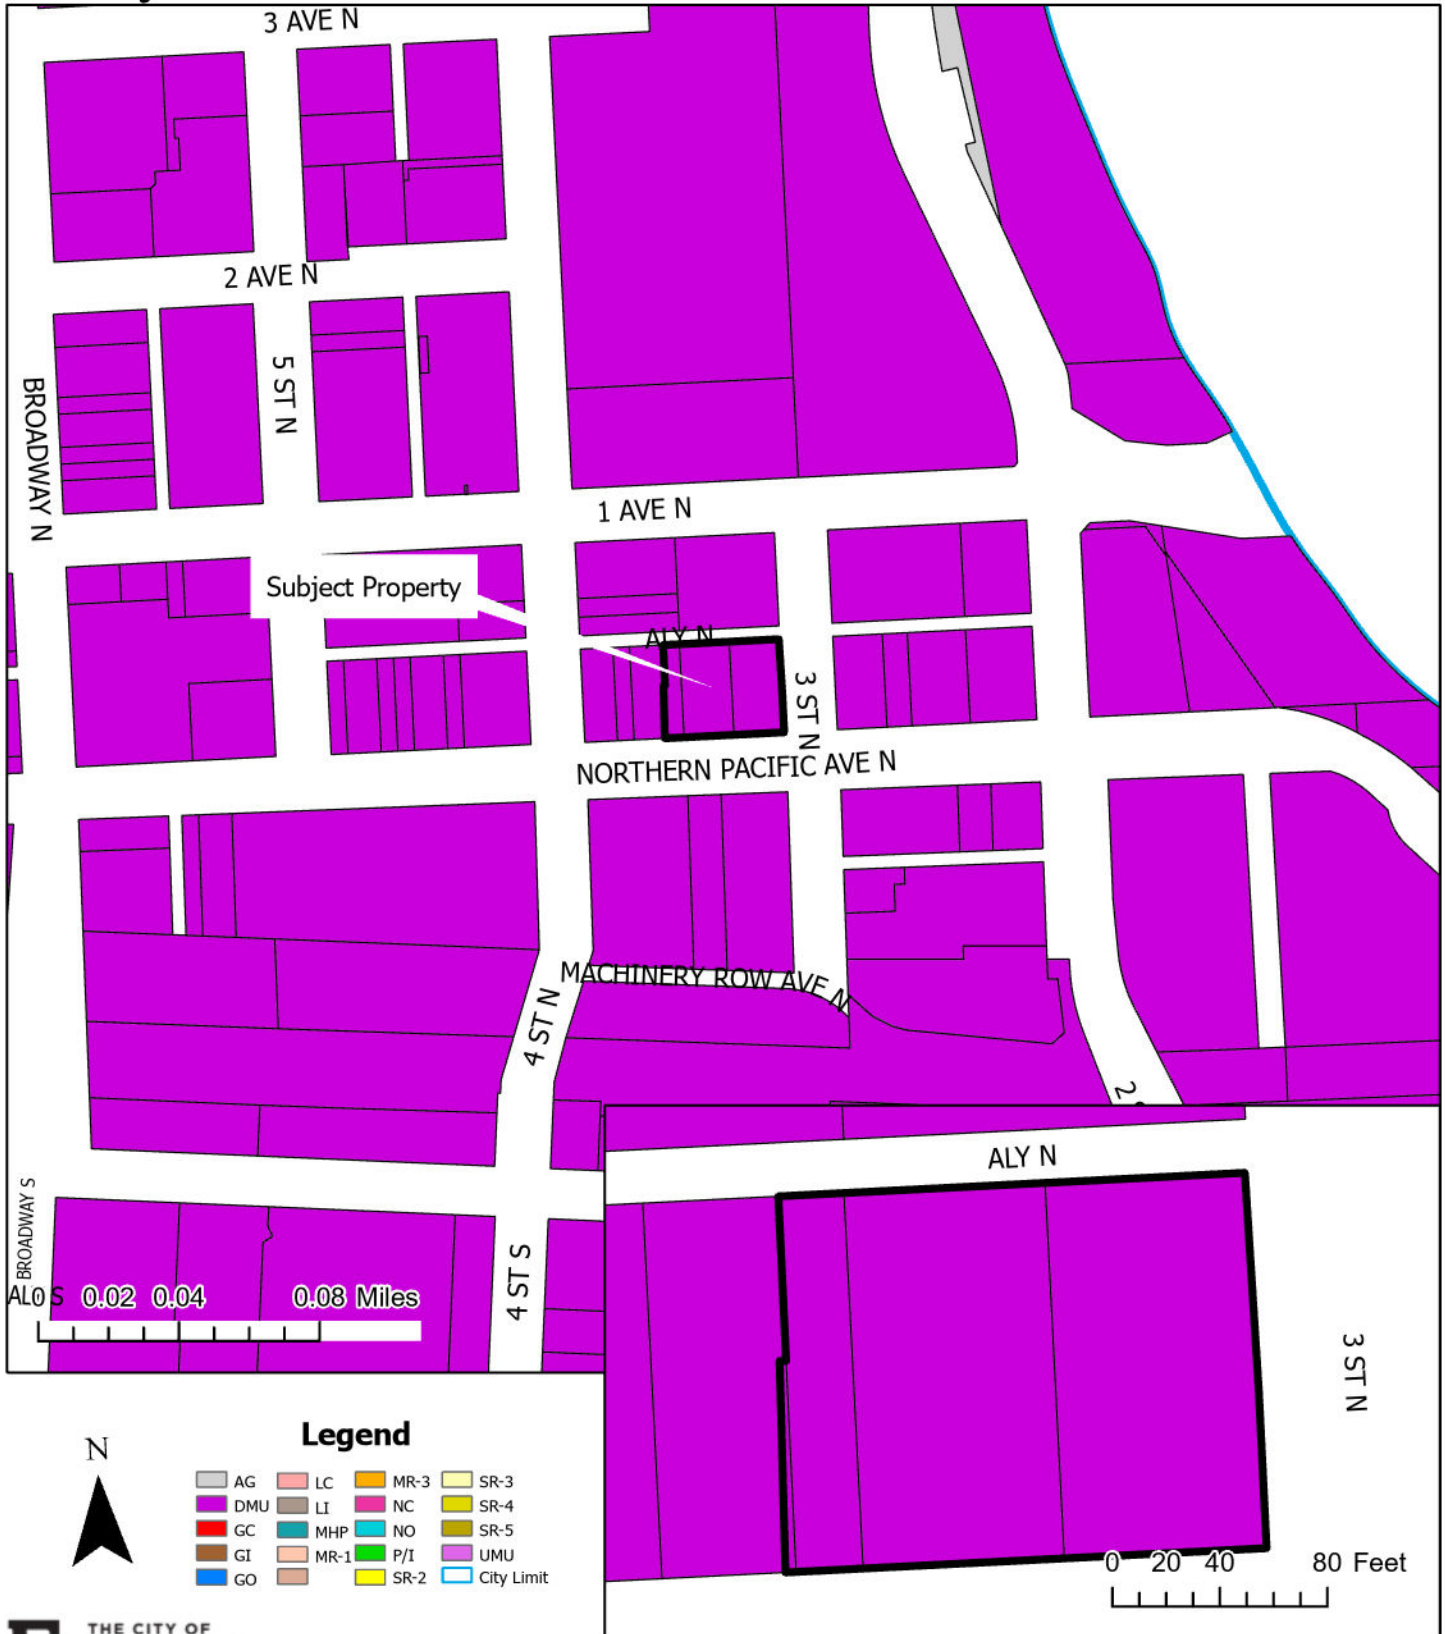 3 AVE N
2 AVE N
5 ST N
BROADWAY N
1 AVE N
Subject Property
ALY N
3 ST N
NORTHERN PACIFIC AVE N
MACHINERY ROW AVE N
4 ST N
2
ALY N
BROADWAY S
4 ST S
3 ST N
0 0.02 0.04 0.08 Miles
0 20 40 80 Feet
N
Legend
AG
DMU
GC
GI
GO
LC
LI
MHP
MR-1
MR-3
NC
NO
P/I
SR-2
SR-3
SR-4
SR-5
UMU
City Limit
THE CITY OF